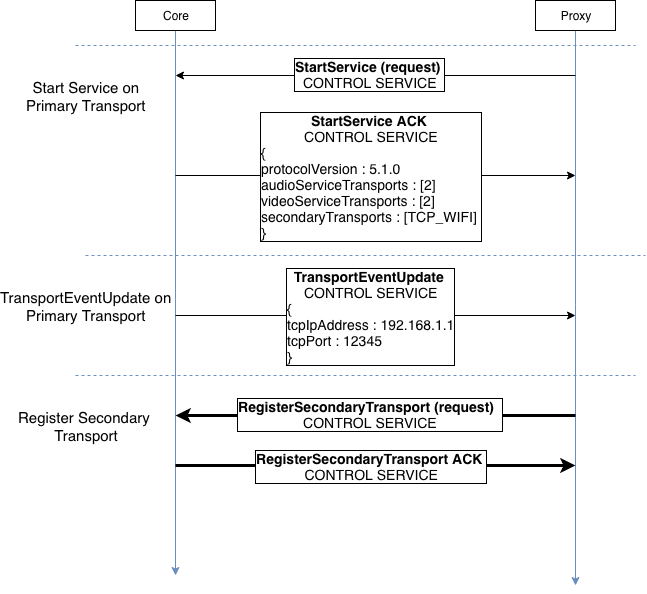 Core
Proxy
Start Service on
Primary Transport
StartService (request)
CONTROL SERVICE
StartService ACK
CONTROL SERVICE
{
protocolVersion : 5.1.0
audioServiceTransports : [2]
videoServiceTransports : [2]
secondaryTransports : [TCP_WIFI]
}
TransportEventUpdate on
Primary Transport
TransportEventUpdate
CONTROL SERVICE
{
tcpIpAddress : 192.168.1.1
tcpPort : 12345
}
Register Secondary
Transport
RegisterSecondaryTransport (request)
CONTROL SERVICE
RegisterSecondaryTransport ACK
CONTROL SERVICE